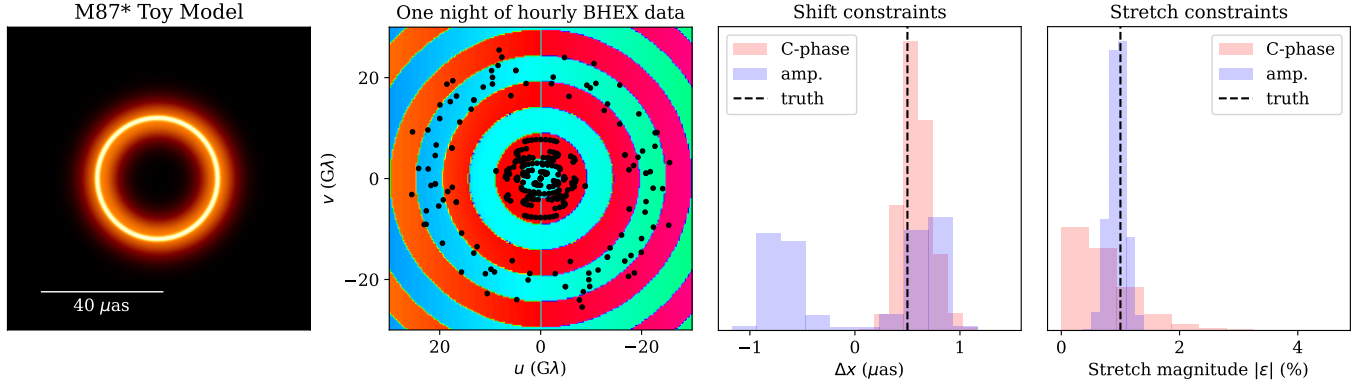 M87* Toy Model
40 μas
One night of hourly BHEX data
v (Gλ)
20
0
−20
20
0
−20
u (Gλ)
Shift constraints
C-phase
amp.
truth
−1
0
1
Δx (μas)
Stretch constraints
C-phase
amp.
truth
0
2
4
Stretch magnitude |ε| (%)